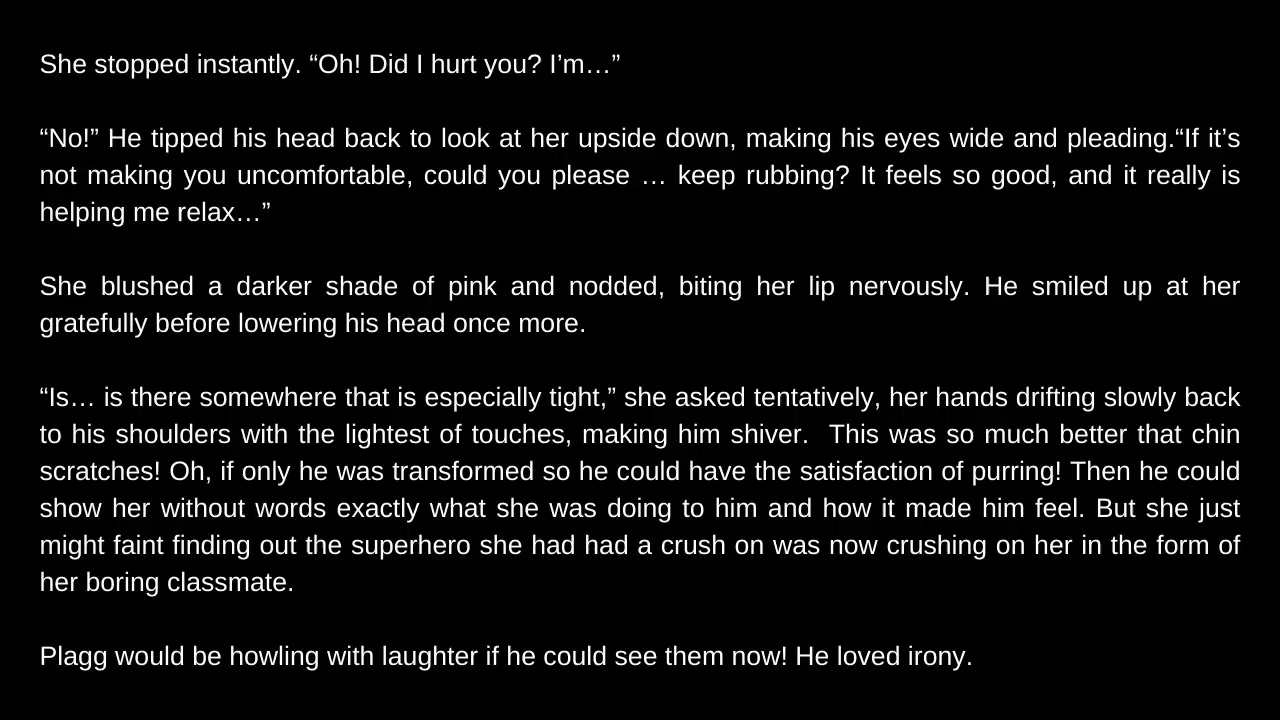 She stopped instantly. “Oh! Did I hurt you? I’m…”
“No!” He tipped his head back to look at her upside down, making his eyes wide and pleading.“If it’s
not making you uncomfortable, could you please … keep rubbing? It feels so good, and it really is
helping me relax…”
She blushed a darker shade of pink and nodded, biting her lip nervously. He smiled up at her
gratefully before lowering his head once more.
“Is… is there somewhere that is especially tight,” she asked tentatively, her hands drifting slowly back
to his shoulders with the lightest of touches, making him shiver.  This was so much better that chin
scratches! Oh, if only he was transformed so he could have the satisfaction of purring! Then he could
show her without words exactly what she was doing to him and how it made him feel. But she just
might faint finding out the superhero she had had a crush on was now crushing on her in the form of
her boring classmate.
Plagg would be howling with laughter if he could see them now! He loved irony.